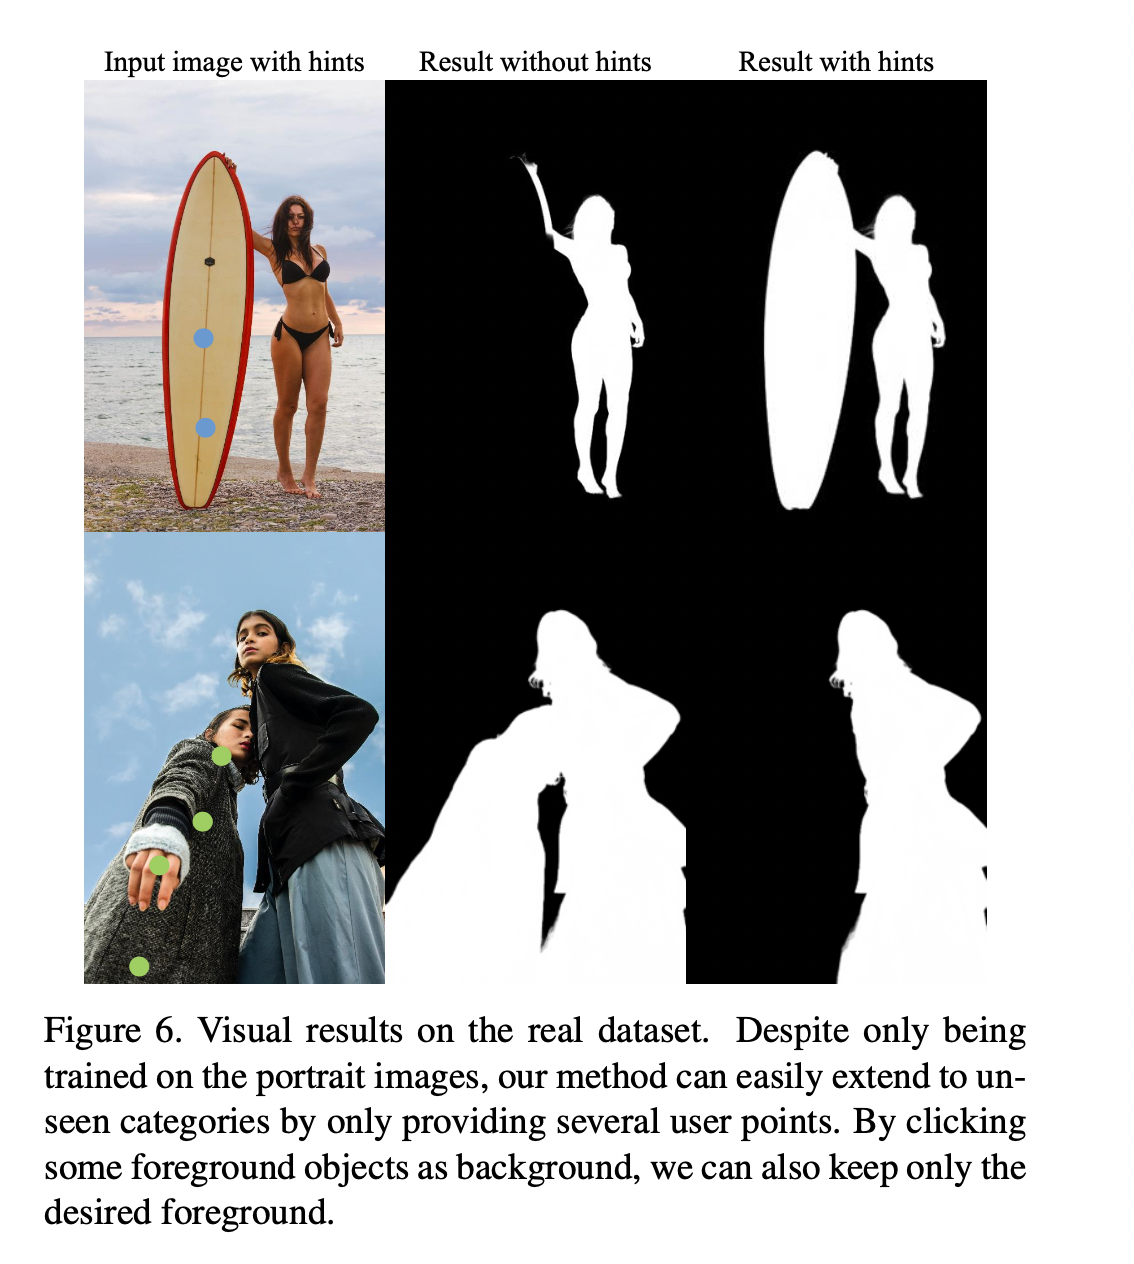 Input image with hints
Result without hints
Result with hints
Figure 6. Visual results on the real dataset. Despite only being
trained on the portrait images, our method can easily extend to un-
seen categories by only providing several user points. By clicking
some foreground objects as background, we can also keep only the
desired foreground.